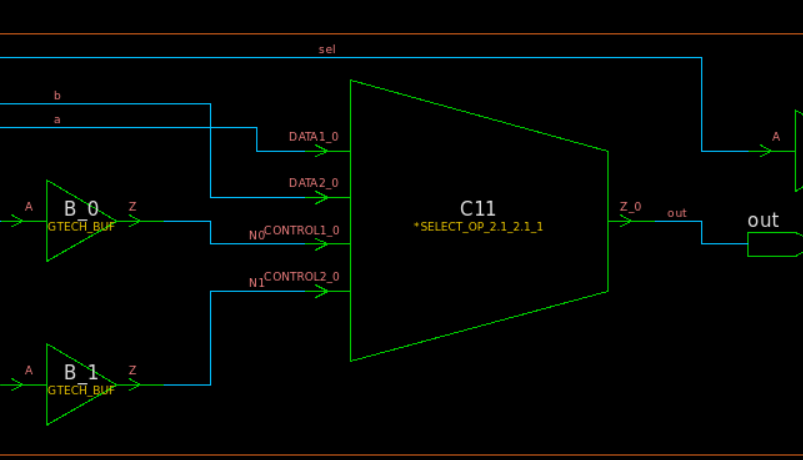 sel
b
a
DATA1_0
A
DATA2_0
A
B_0
Z
C11
Z_0
out
out
GTECH_BUF
*SELECT_OP_2.1_2.1_1
N0
CONTROL1_0
N1
CONTROL2_0
A
B_1
Z
GTECH_BUF